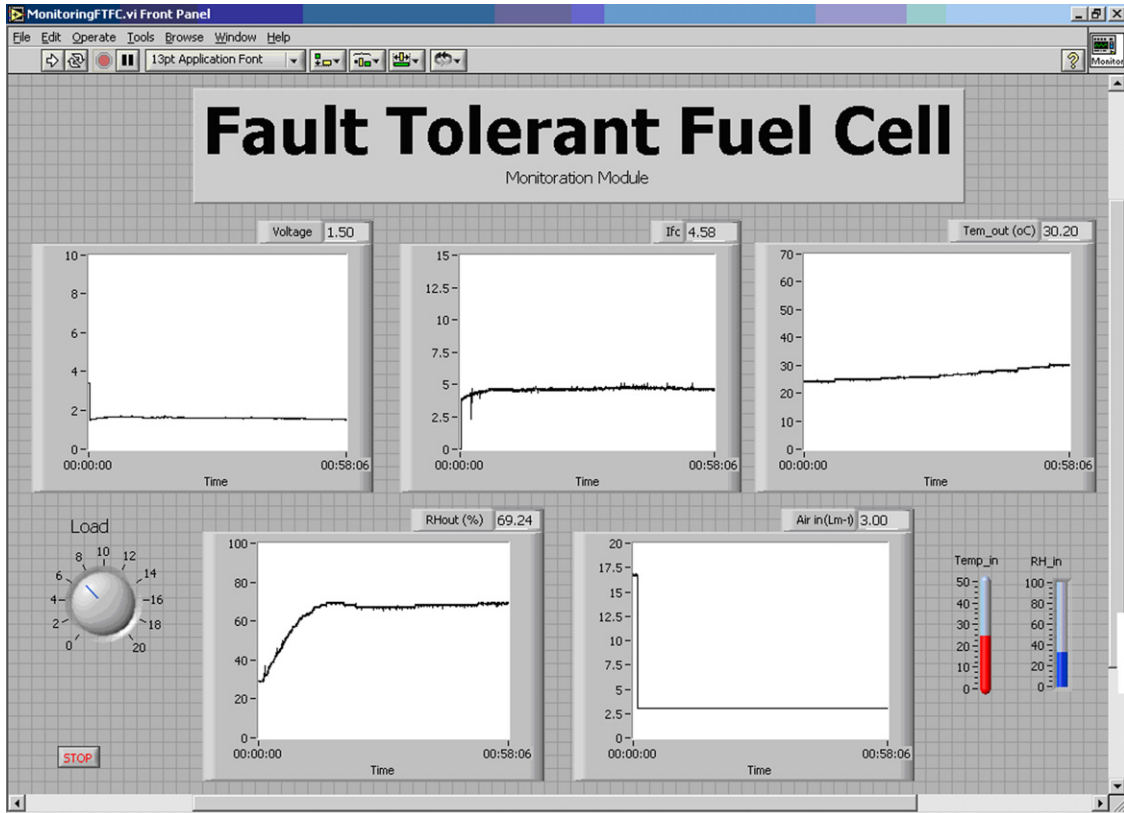 MonitoringFTFC.vi Front Panel
File Edit Operate Tools Browse Window Help
13pt Application Font
?
Monitor
Fault Tolerant Fuel Cell
Monitoration Module
Voltage 1.50
10
8
6
4
2
0
00:00:00 00:58:06
Time
Ifc 4.58
15
12.5
10
7.5
5
2.5
0
00:00:00 00:58:06
Time
Tem_out (oC) 30.20
70
60
50
40
30
20
10
0
00:00:00 00:58:06
Time
Load
0 2 4 6 8 10 12 14 16 18 20
STOP
RHout (%) 69.24
100
80
60
40
20
0
00:00:00 00:58:06
Time
Air in(Lm-1) 3.00
20
17.5
15
12.5
10
7.5
5
2.5
0
00:00:00 00:58:06
Time
Temp_in
50
40
30
20
10
0
RH_in
100
80
60
40
20
0